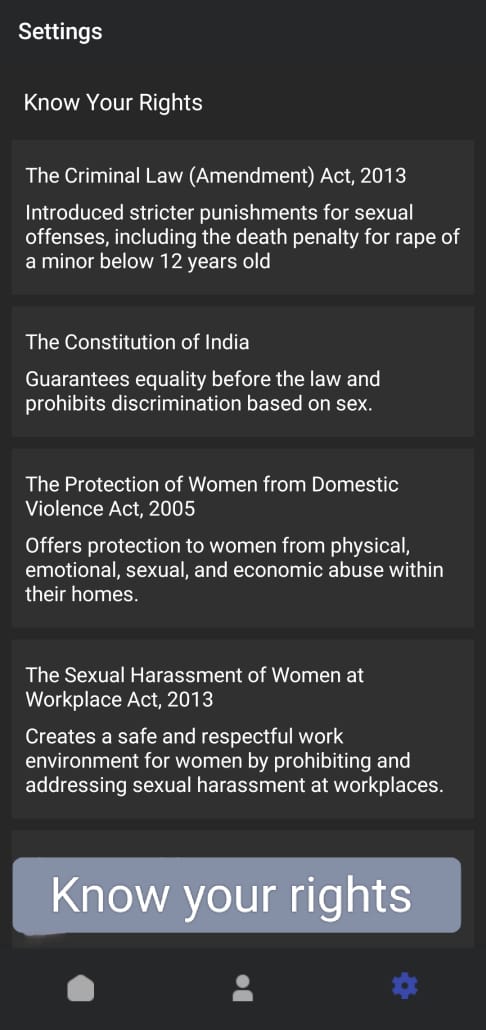 Settings
Know Your Rights
The Criminal Law (Amendment) Act, 2013
Introduced stricter punishments for sexual
offenses, including the death penalty for rape of
a minor below 12 years old
The Constitution of India
Guarantees equality before the law and
prohibits discrimination based on sex.
The Protection of Women from Domestic
Violence Act, 2005
Offers protection to women from physical,
emotional, sexual, and economic abuse within
their homes.
The Sexual Harassment of Women at
Workplace Act, 2013
Creates a safe and respectful work
environment for women by prohibiting and
addressing sexual harassment at workplaces.
Know your rights